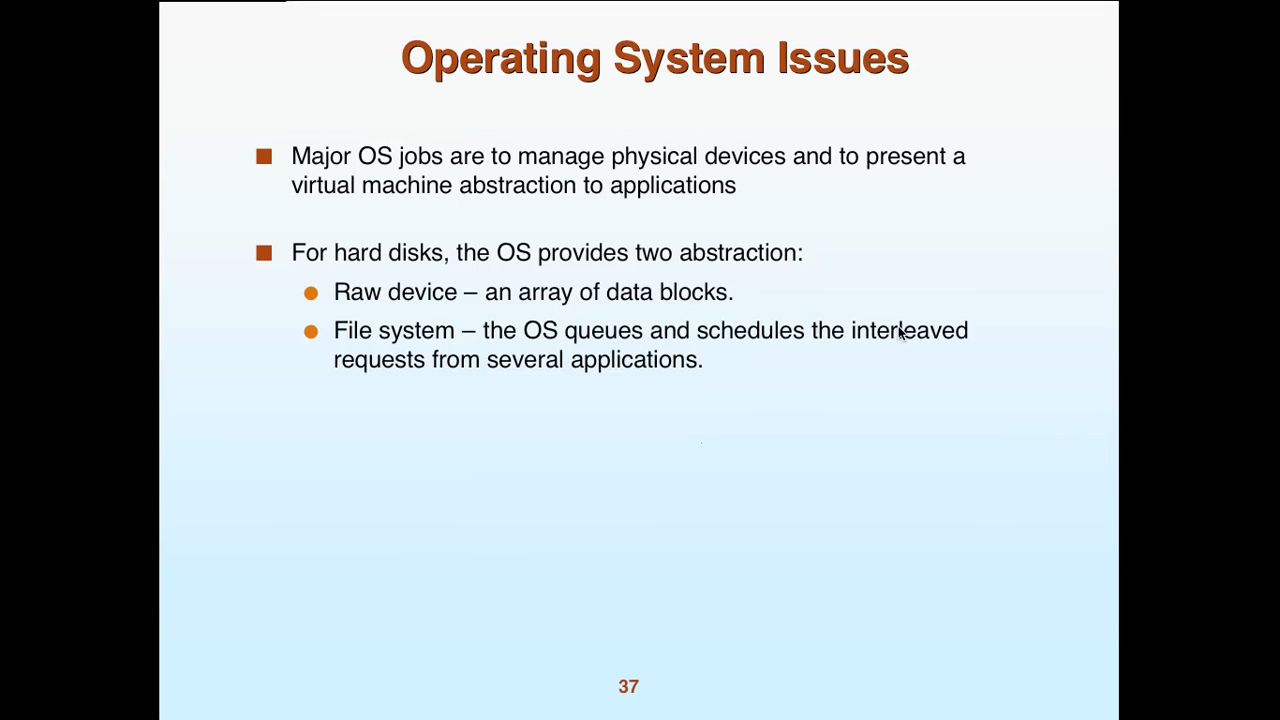 Operating System Issues
Major OS jobs are to manage physical devices and to present a
virtual machine abstraction to applications
For hard disks, the OS provides two abstraction:
Raw device – an array of data blocks.
File system – the OS queues and schedules the interleaved
requests from several applications.
37